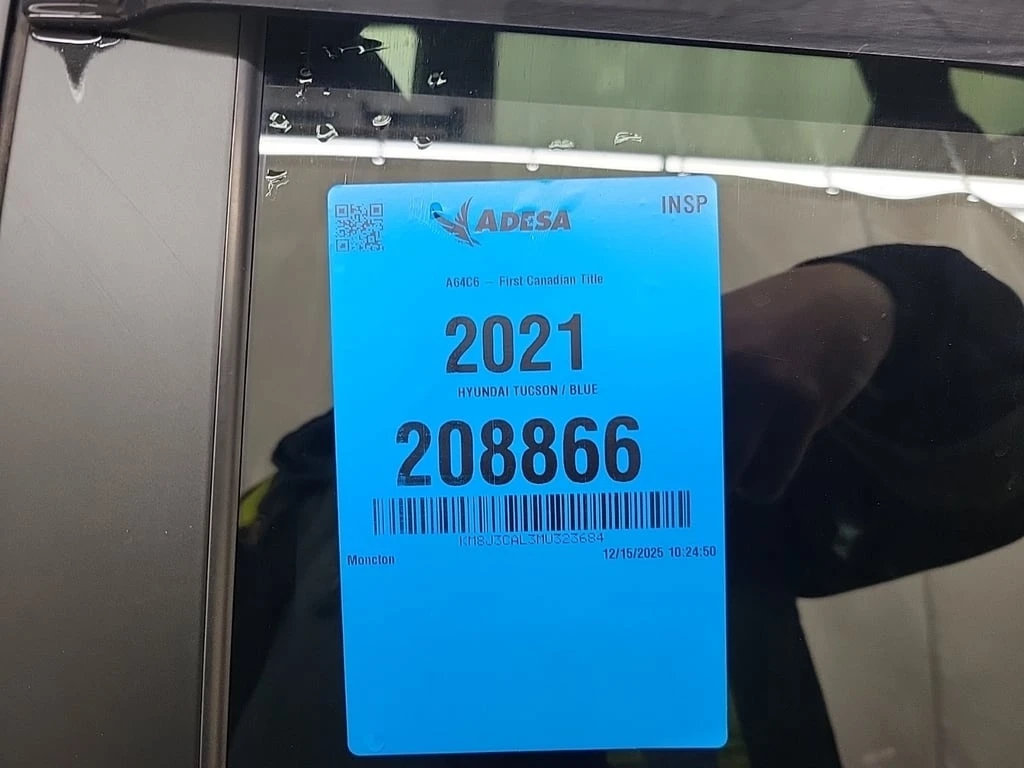 ADESA
INSP
A64C6 – First Canadian Title
2021
HYUNDAI TUCSON / BLUE
208866
KM8J3CAL3MU323684
Moncton
12/15/2025 10:24:50